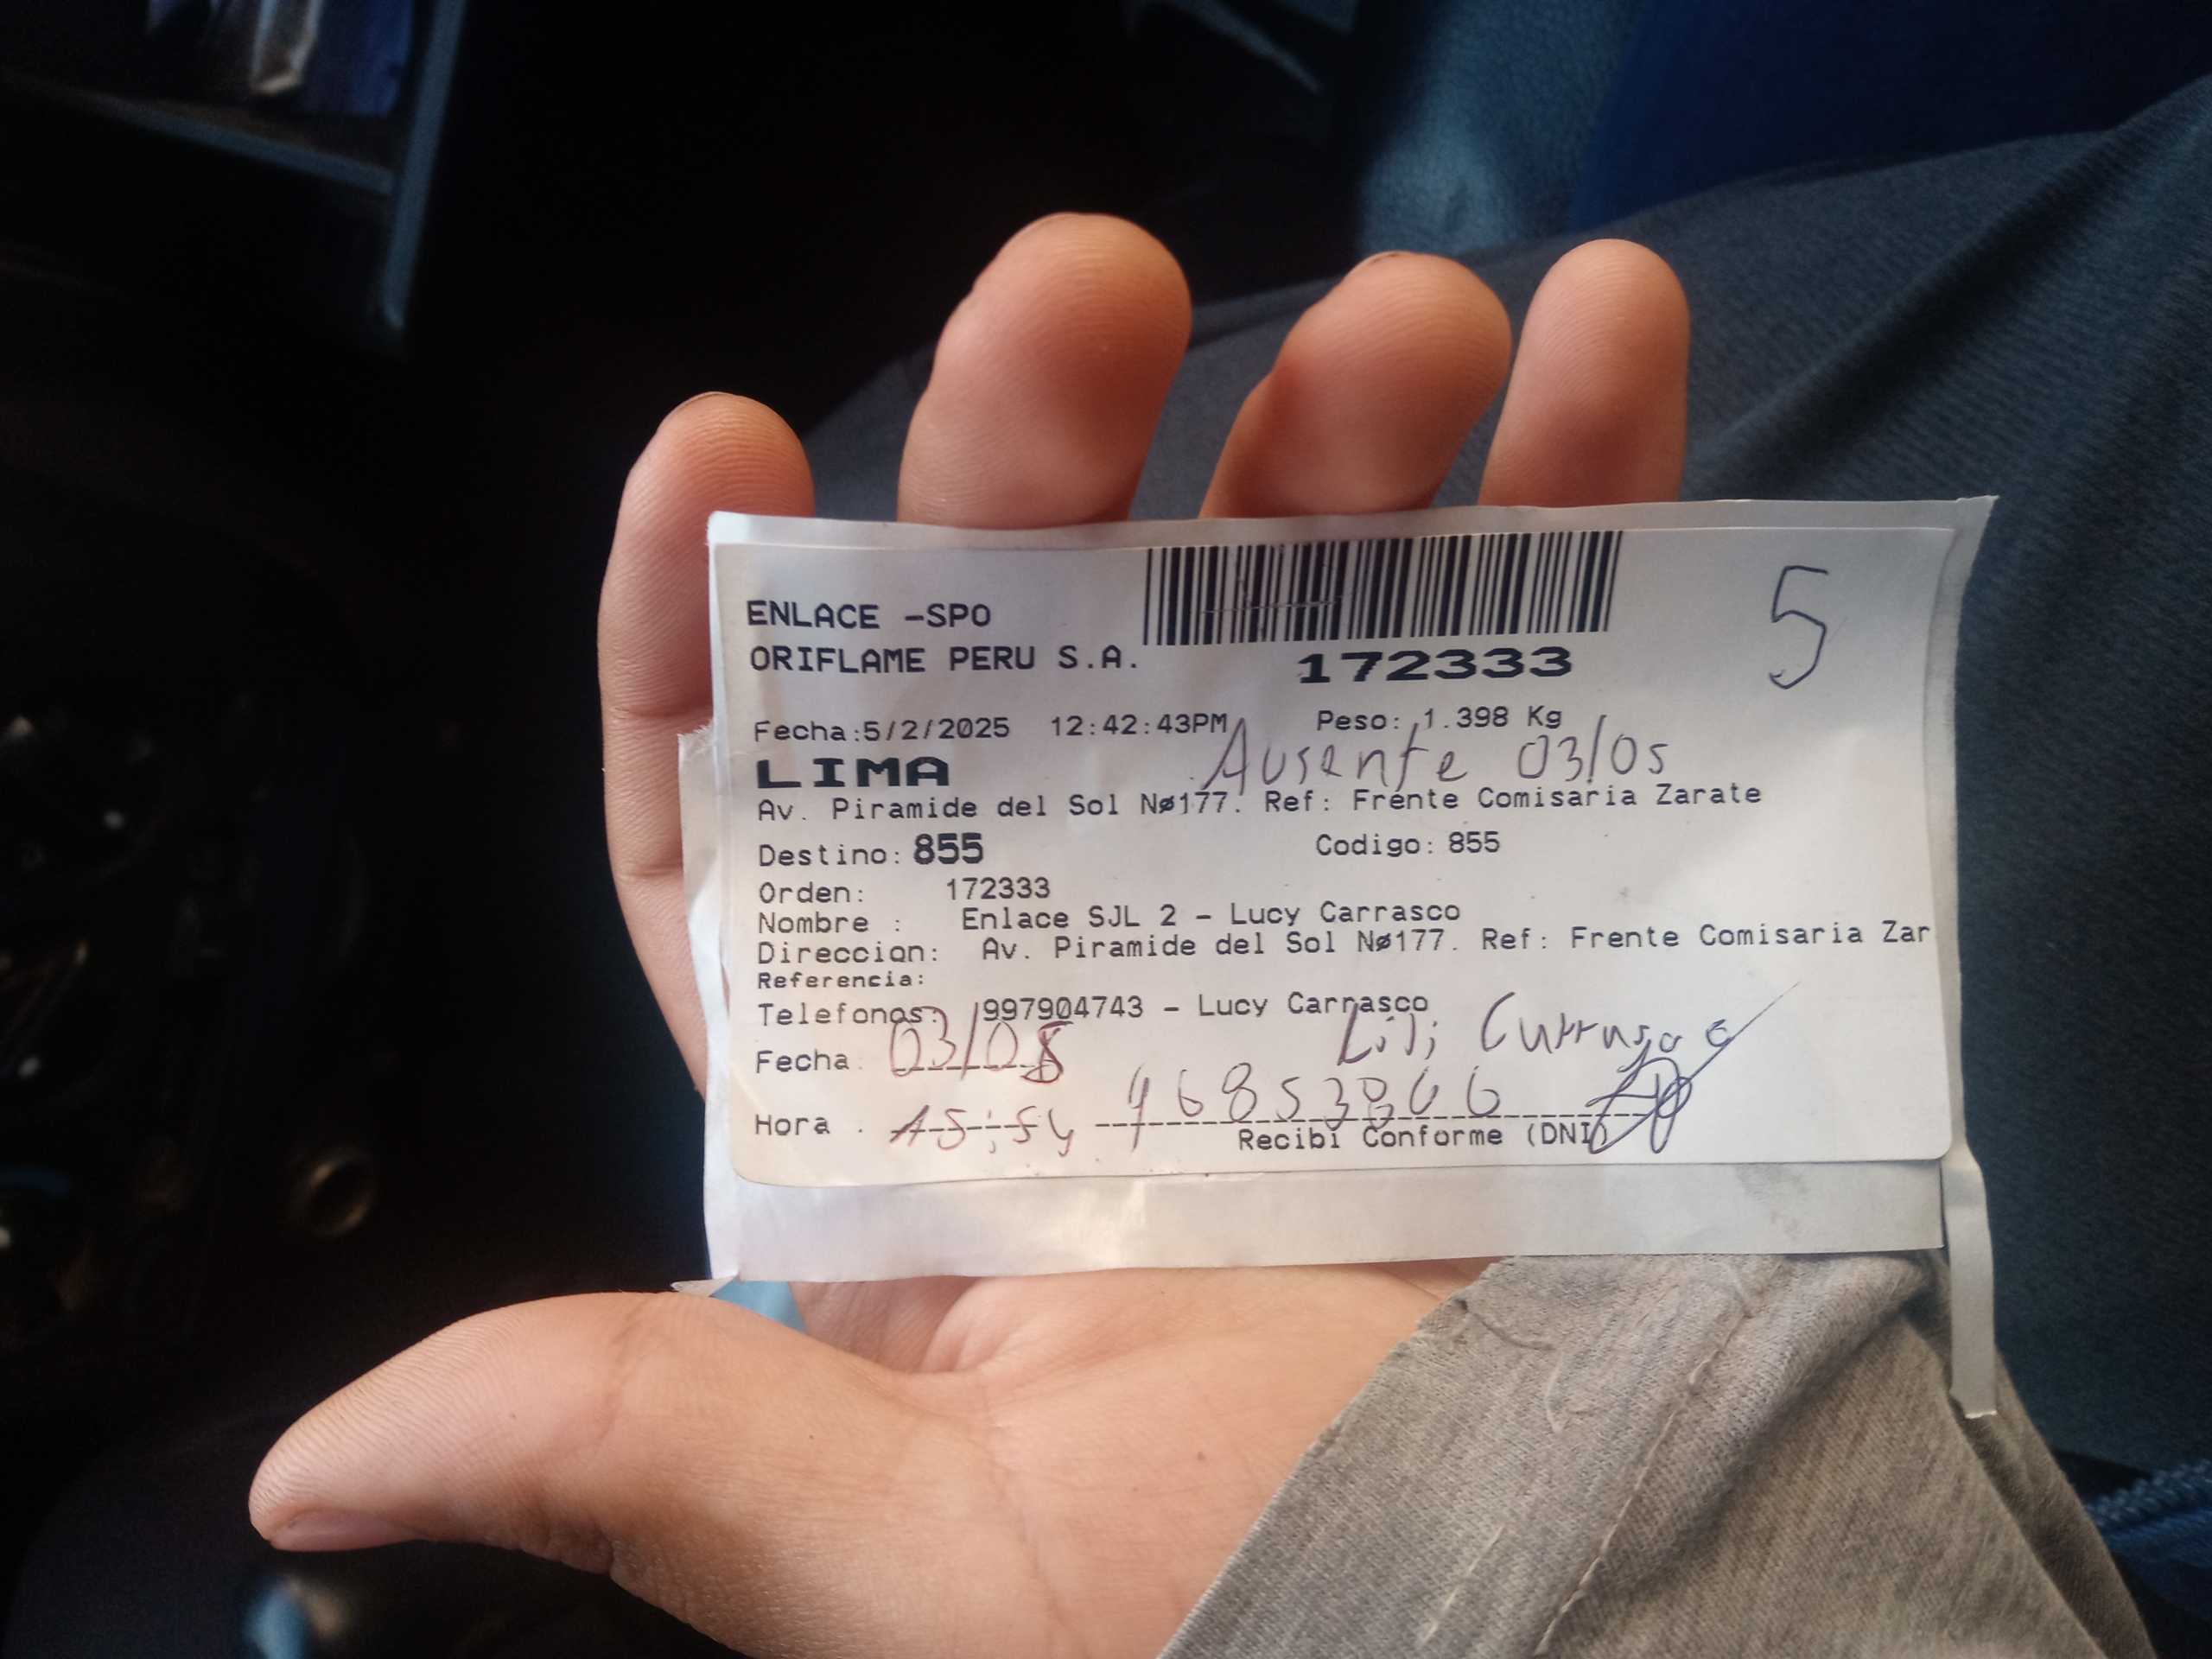 ENLACE -SPO
ORIFLAME PERU S.A.
172333
5
Fecha:5/2/2025 12:42:43PM Peso: 1.398 Kg
Ausente 03/05
LIMA
Av. Piramide del Sol Nø177. Ref: Frente Comisaria Zarate
Destino: 855 Codigo: 855
Orden: 172333
Nombre : Enlace SJL 2 - Lucy Carrasco
Direccion: Av. Piramide del Sol Nø177. Ref: Frente Comisaria Zar
Referencia:
Telefonos: 997904743 - Lucy Carrasco
Fecha: 03/05
Hora : 15:54
Recibi Conforme (DNI)